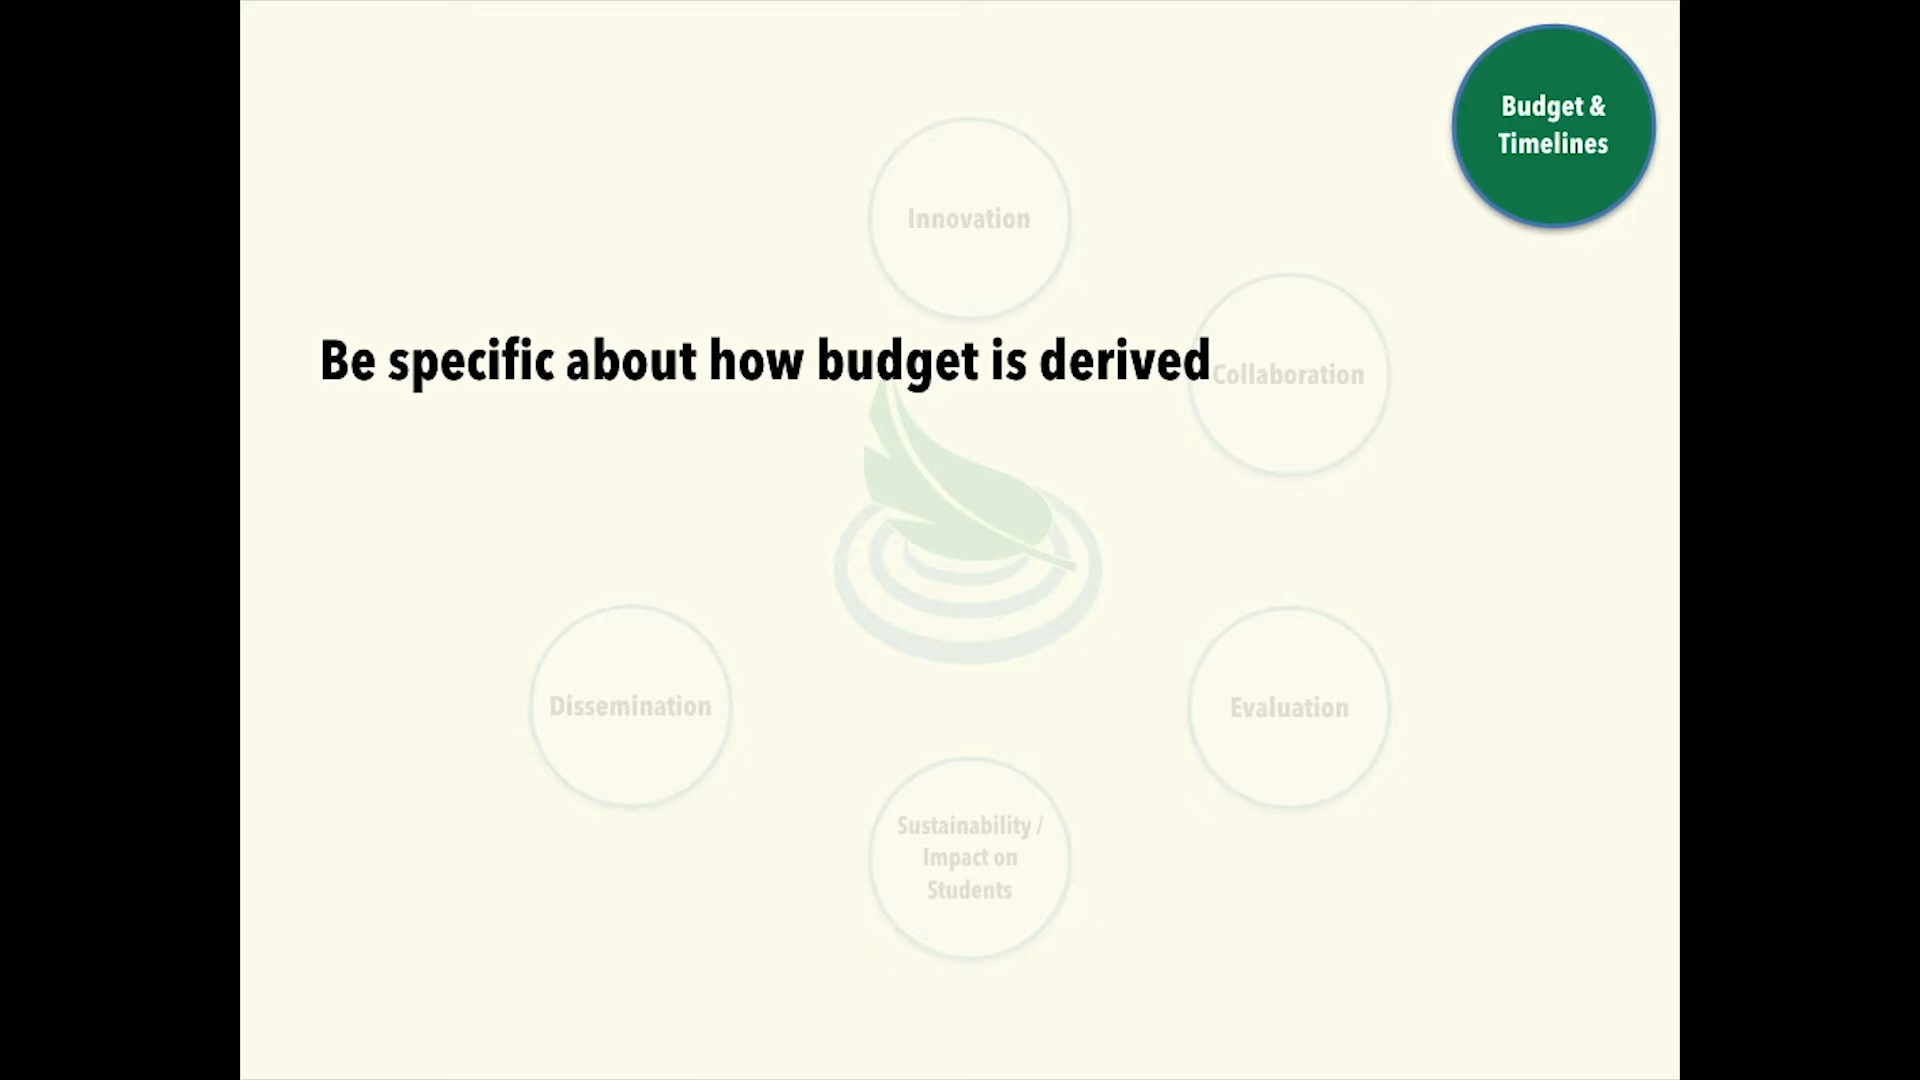 Budget &
Timelines
Innovation
Be specific about how budget is derived
Collaboration
Dissemination
Evaluation
Sustainability /
Impact on
Students